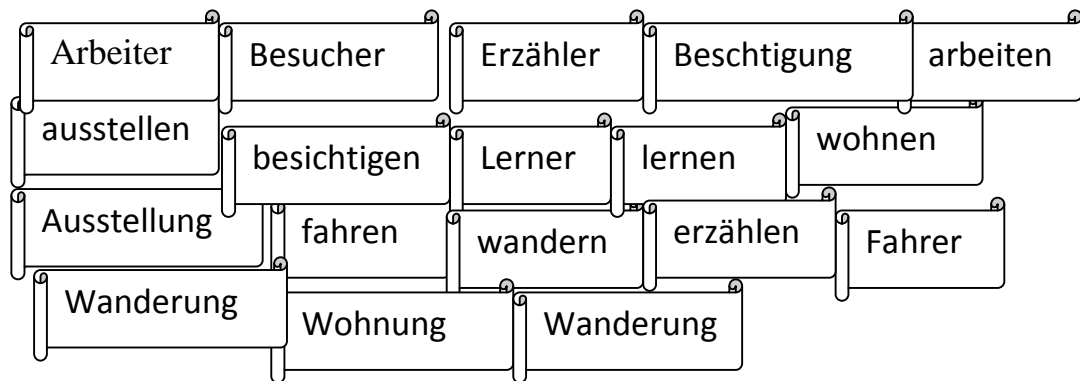 Arbeiter Besucher Erzähler Beschtigung arbeiten
ausstellen besichtigen Lerner lernen wohnen
Ausstellung fahren wandern erzählen Fahrer
Wanderung Wohnung Wanderung